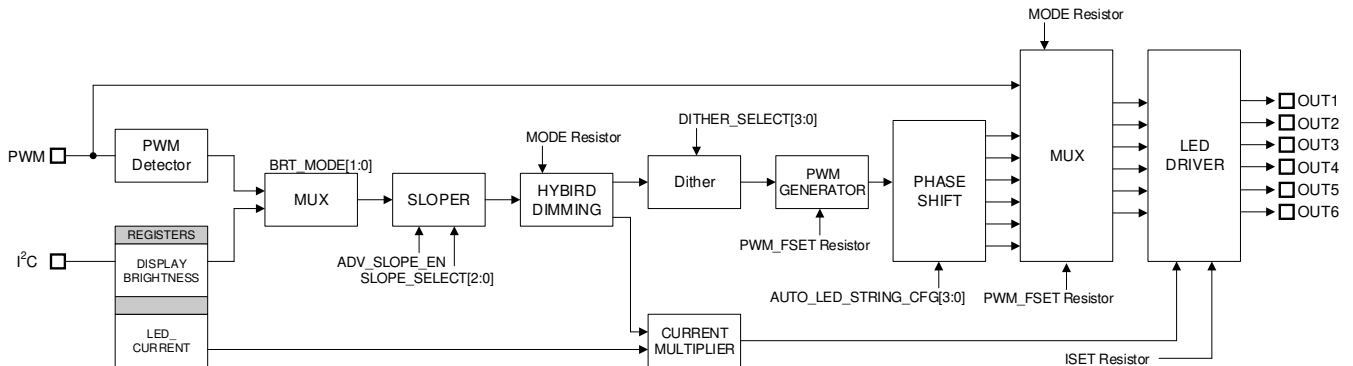 MODE Resistor
PWM
PWM
Detector
BRT_MODE[1:0]
MUX
SLOPER
MODE Resistor
HYBIRD
DIMMING
DITHER_SELECT[3:0]
Dither
PWM
GENERATOR
PHASE
SHIFT
MUX
LED
DRIVER
OUT1
OUT2
OUT3
OUT4
OUT5
OUT6
I²C
REGISTERS
DISPLAY
BRIGHTNESS
ADV_SLOPE_EN
SLOPE_SELECT[2:0]
PWM_FSET Resistor
AUTO_LED_STRING_CFG[3:0]
PWM_FSET Resistor
LED_
CURRENT
CURRENT
MULTIPLIER
ISET Resistor